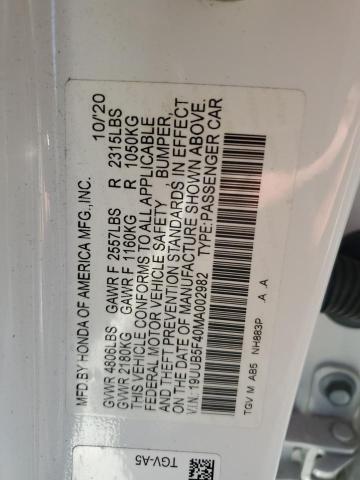 MFD.BY HONDA OF AMERICA MFG.,INC. 10/'20
GVWR 4806LBS GAWR F 2557LBS R 2315LBS
GVWR 2180KG GAWR F 1160KG R 1050KG
THIS VEHICLE CONFORMS TO ALL APPLICABLE
FEDERAL MOTOR VEHICLE SAFETY BUMPER,
AND THEFT PREVENTION STANDARDS IN EFFECT
ON THE DATE OF MANUFACTURE SHOWN ABOVE.
V.I.N. 19UUB5F40MA002982 TYPE:PASSENGER CAR
TGV M AB5 NH883P A A
TGV-A5